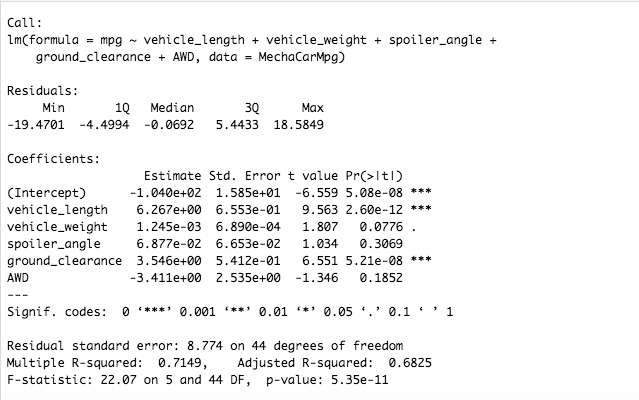 Call:
lm(formula = mpg ~ vehicle_length + vehicle_weight + spoiler_angle +
    ground_clearance + AWD, data = MechaCarMpg)

Residuals:
     Min       1Q   Median       3Q      Max
-19.4701  -4.4994  -0.0692   5.4433  18.5849

Coefficients:
                   Estimate Std. Error t value Pr(>|t|)
(Intercept)      -1.040e+02  1.585e+01  -6.559 5.08e-08 ***
vehicle_length    6.267e+00  6.553e-01   9.563 2.60e-12 ***
vehicle_weight    1.245e-03  6.890e-04   1.807   0.0776 .
spoiler_angle     6.877e-02  6.653e-02   1.034   0.3069
ground_clearance  3.546e+00  5.412e-01   6.551 5.21e-08 ***
AWD              -3.411e+00  2.535e+00  -1.346   0.1852
---
Signif. codes:  0 ‘***’ 0.001 ‘**’ 0.01 ‘*’ 0.05 ‘.’ 0.1 ‘ ’ 1

Residual standard error: 8.774 on 44 degrees of freedom
Multiple R-squared:  0.7149,    Adjusted R-squared:  0.6825
F-statistic: 22.07 on 5 and 44 DF,  p-value: 5.35e-11